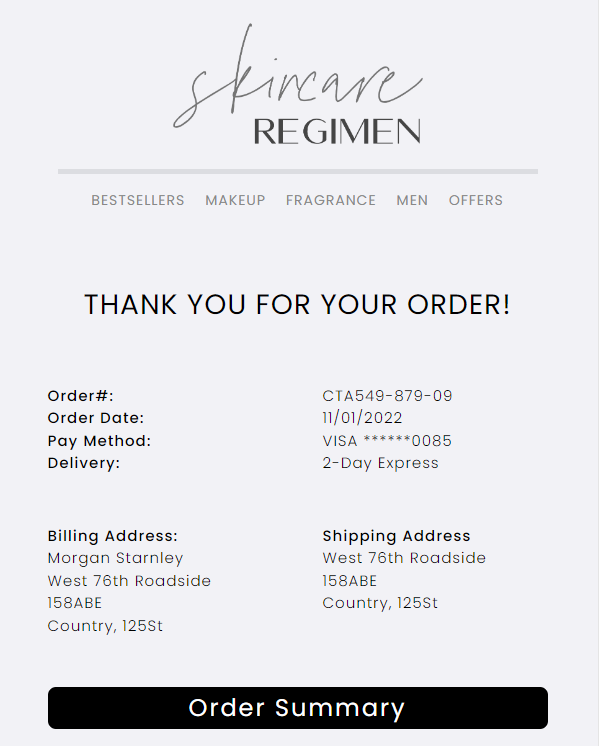 skincare
REGIMEN
BESTSELLERS MAKEUP FRAGRANCE MEN OFFERS
THANK YOU FOR YOUR ORDER!
Order#: CTA549-879-09
Order Date: 11/01/2022
Pay Method: VISA ******0085
Delivery: 2-Day Express
Billing Address:
Morgan Starnley
West 76th Roadside
158ABE
Country, 125St
Shipping Address
West 76th Roadside
158ABE
Country, 125St
Order Summary